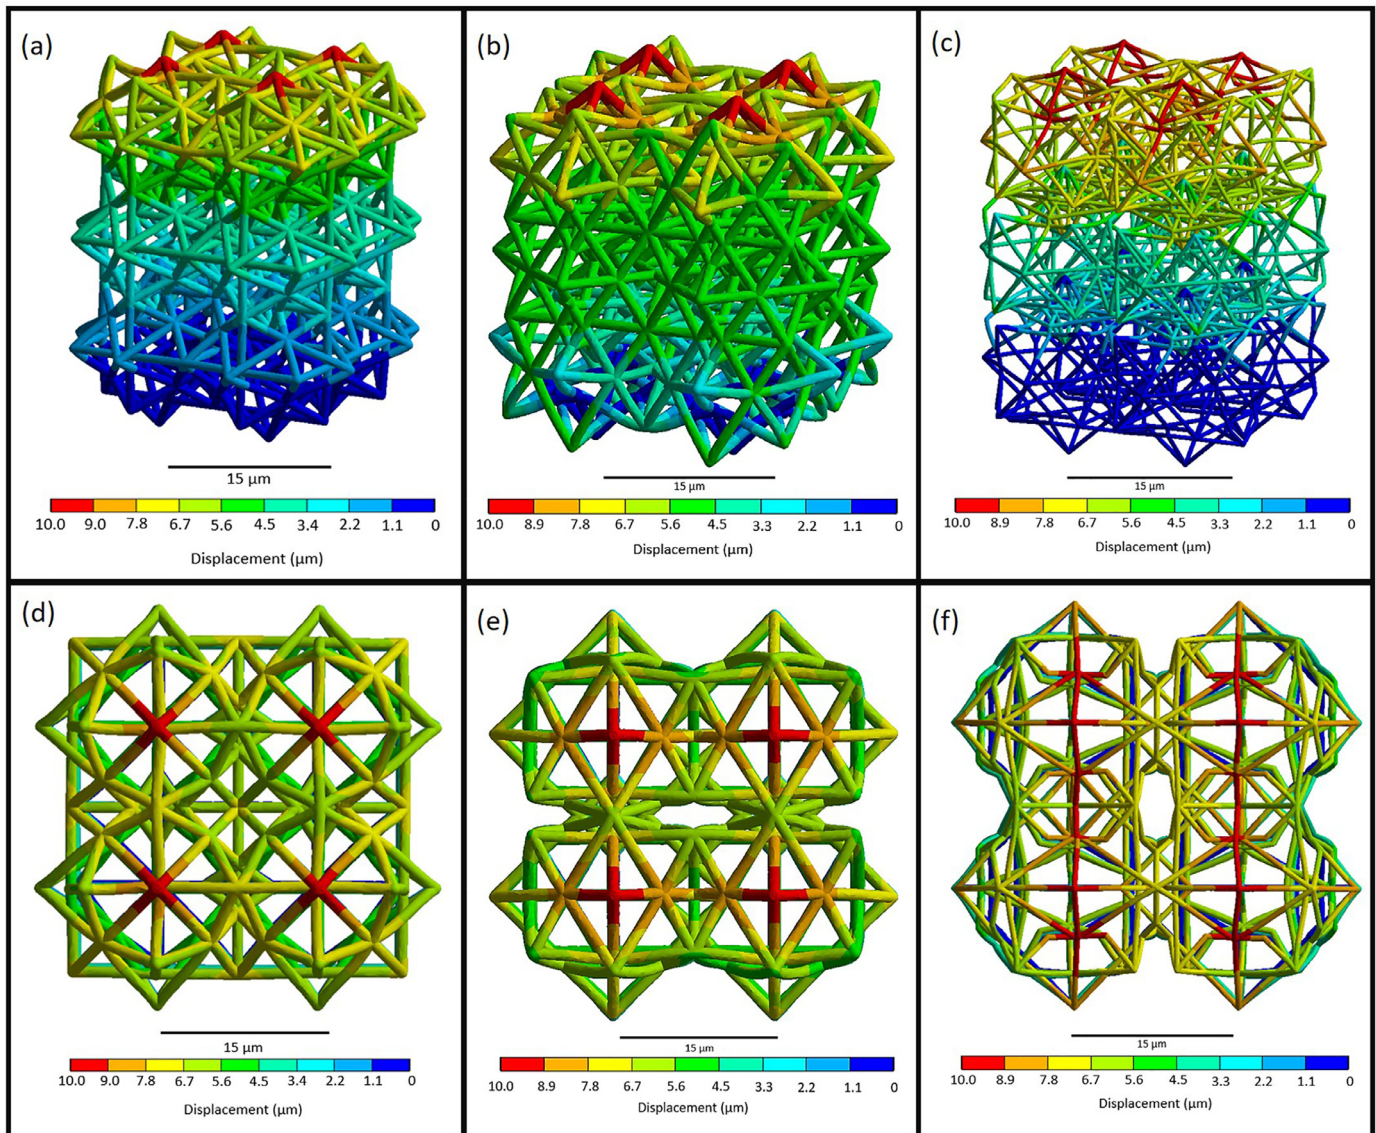 (a)
15 μm
10.0 9.0 7.8 6.7 5.6 4.5 3.4 2.2 1.1 0
Displacement (μm)
(b)
15 μm
10.0 8.9 7.8 6.7 5.6 4.5 3.3 2.2 1.1 0
Displacement (μm)
(c)
15 μm
10.0 8.9 7.8 6.7 5.6 4.5 3.3 2.2 1.1 0
Displacement (μm)
(d)
15 μm
10.0 9.0 7.8 6.7 5.6 4.5 3.4 2.2 1.1 0
Displacement (μm)
(e)
15 μm
10.0 8.9 7.8 6.7 5.6 4.5 3.3 2.2 1.1 0
Displacement (μm)
(f)
15 μm
10.0 8.9 7.8 6.7 5.6 4.5 3.3 2.2 1.1 0
Displacement (μm)